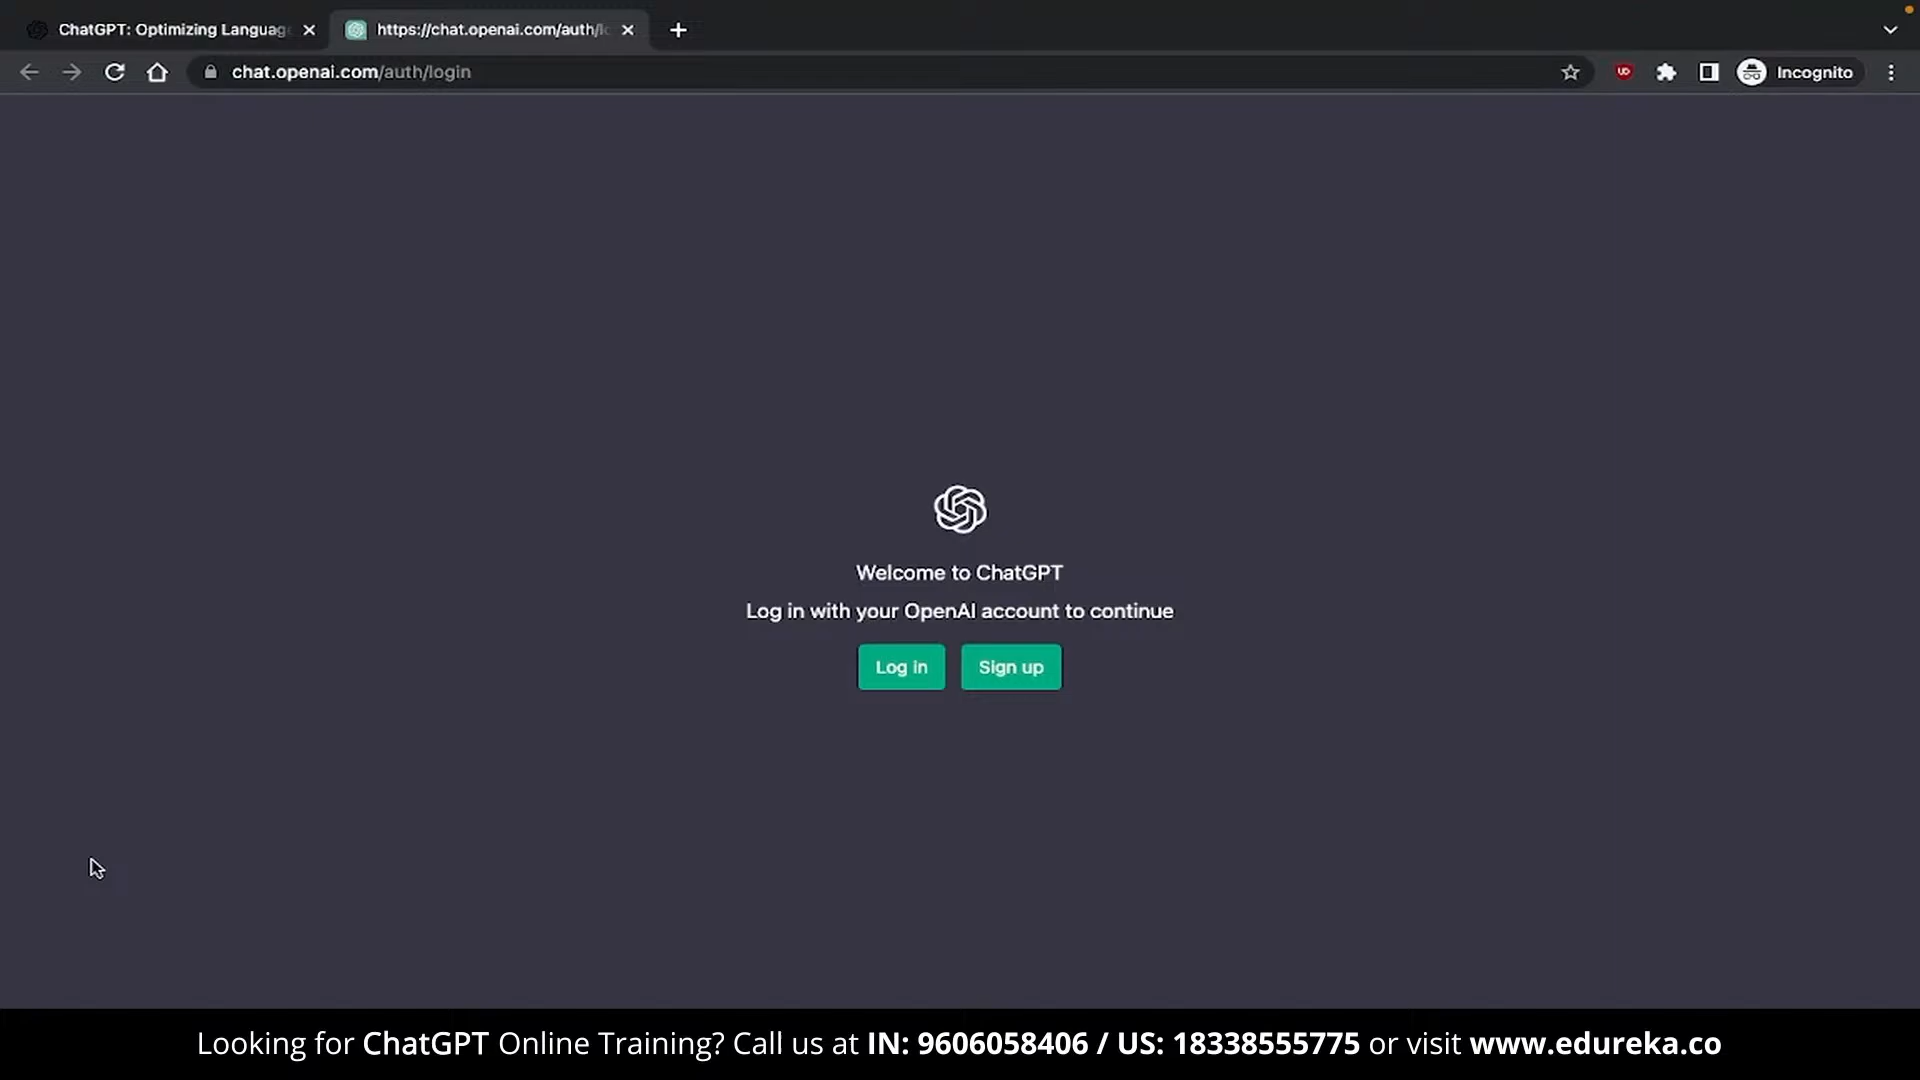 ChatGPT: Optimizing Languag
https://chat.openai.com/auth/lo
chat.openai.com/auth/login
Incognito
Welcome to ChatGPT
Log in with your OpenAI account to continue
Log in
Sign up
Looking for ChatGPT Online Training? Call us at IN: 9606058406 / US: 18338555775 or visit www.edureka.co